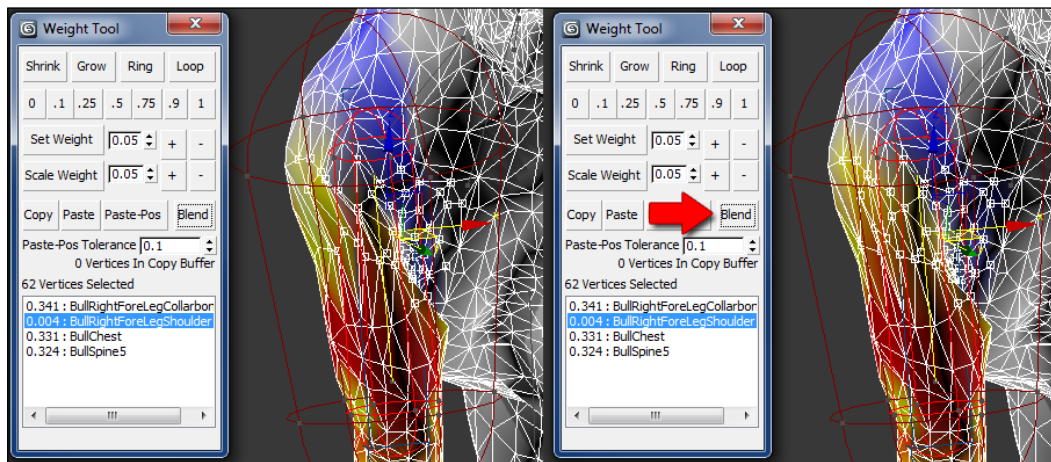 Weight Tool
Shrink Grow Ring Loop
0 .1 .25 .5 .75 .9 1
Set Weight 0.05 + -
Scale Weight 0.05 + -
Copy Paste Paste-Pos Blend
Paste-Pos Tolerance 0.1
0 Vertices In Copy Buffer
62 Vertices Selected
0.341 : BullRightForeLegCollarbor
0.004 : BullRightForeLegShoulder
0.331 : BullChest
0.324 : BullSpine5
Weight Tool
Shrink Grow Ring Loop
0 .1 .25 .5 .75 .9 1
Set Weight 0.05 + -
Scale Weight 0.05 + -
Copy Paste Blend
Paste-Pos Tolerance 0.1
0 Vertices In Copy Buffer
62 Vertices Selected
0.341 : BullRightForeLegCollarbor
0.004 : BullRightForeLegShoulder
0.331 : BullChest
0.324 : BullSpine5